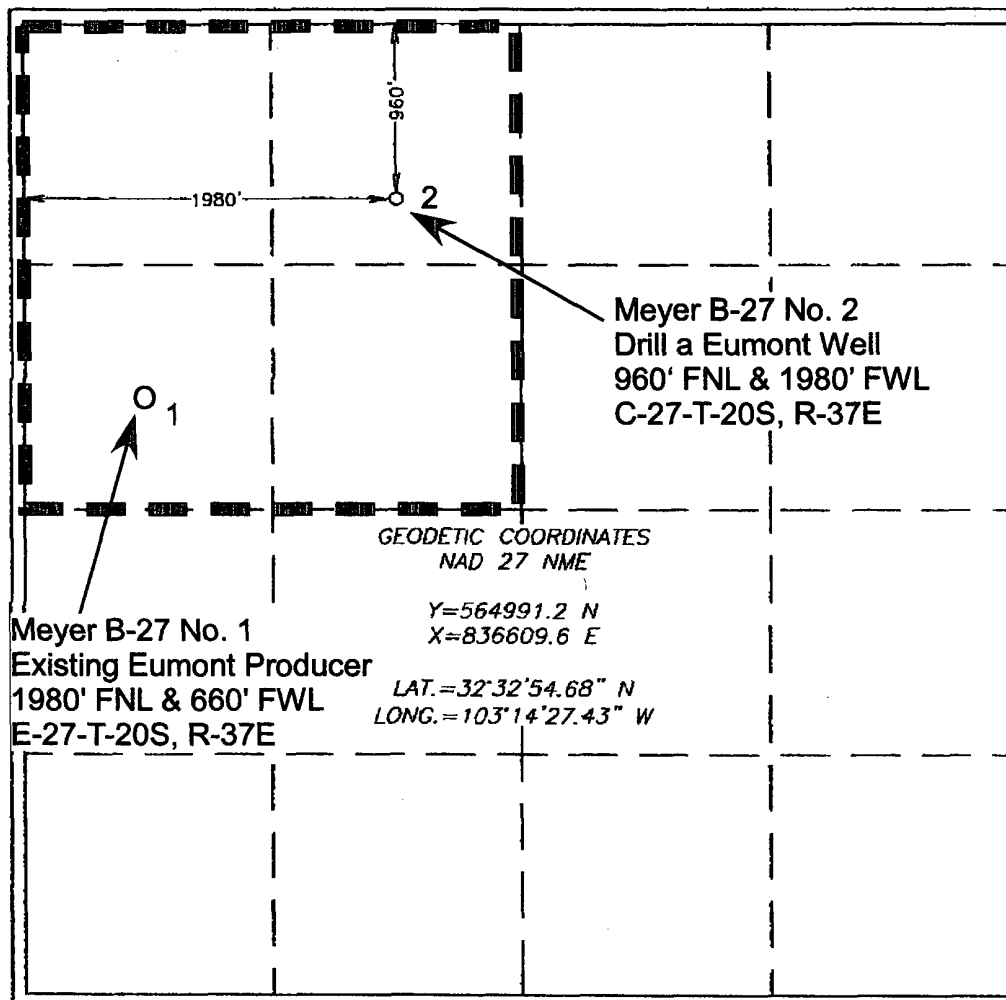 960'
1980'
2
Meyer B-27 No. 2
Drill a Eumont Well
960' FNL & 1980' FWL
C-27-T-20S, R-37E
1
GEODETIC COORDINATES
NAD 27 NME
Y=564991.2 N
X=836609.6 E
LAT.=32°32'54.68" N
LONG.=103°14'27.43" W
Meyer B-27 No. 1
Existing Eumont Producer
1980' FNL & 660' FWL
E-27-T-20S, R-37E